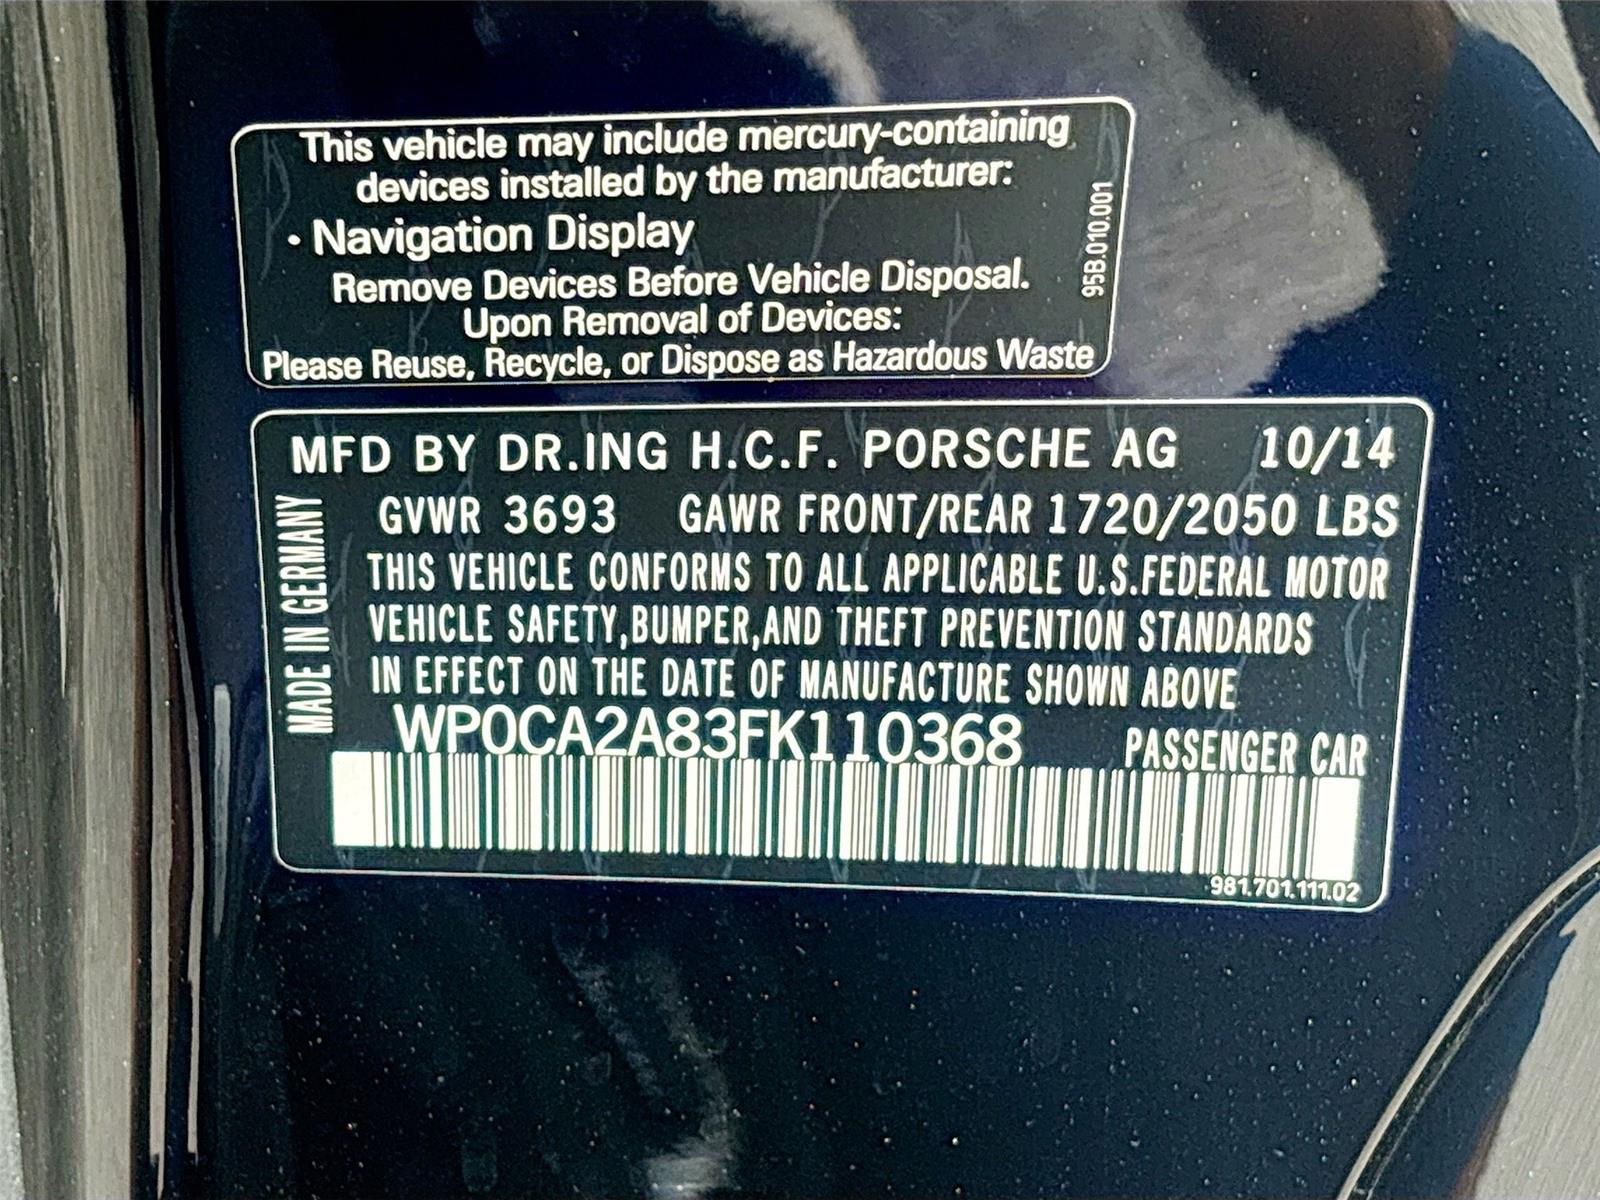 This vehicle may include mercury-containing
devices installed by the manufacturer:
· Navigation Display
Remove Devices Before Vehicle Disposal.
Upon Removal of Devices:
Please Reuse, Recycle, or Dispose as Hazardous Waste
95B.010.001
MFD BY DR.ING H.C.F. PORSCHE AG 10/14
GVWR 3693 GAWR FRONT/REAR 1720/2050 LBS
THIS VEHICLE CONFORMS TO ALL APPLICABLE U.S.FEDERAL MOTOR
VEHICLE SAFETY,BUMPER,AND THEFT PREVENTION STANDARDS
IN EFFECT ON THE DATE OF MANUFACTURE SHOWN ABOVE
MADE IN GERMANY
WP0CA2A83FK110368 PASSENGER CAR
981.701.111.02